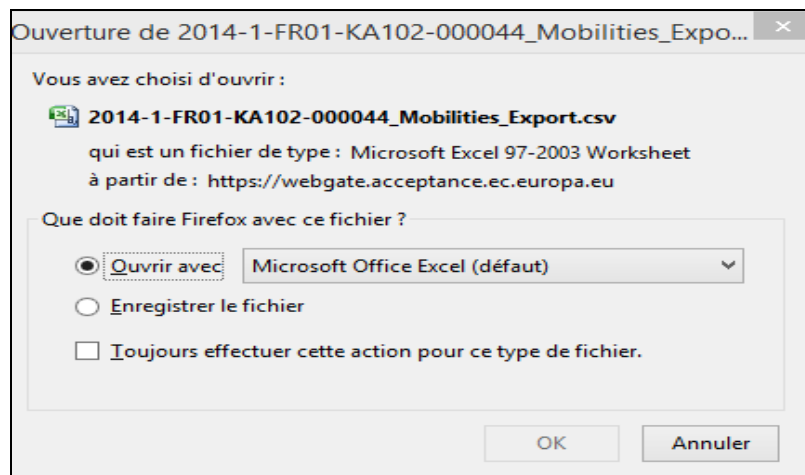 Ouverture de 2014-1-FR01-KA102-000044_Mobilities_Expo...
Vous avez choisi d'ouvrir :
2014-1-FR01-KA102-000044_Mobilities_Export.csv
qui est un fichier de type : Microsoft Excel 97-2003 Worksheet
à partir de : https://webgate.acceptance.ec.europa.eu
Que doit faire Firefox avec ce fichier ?
Ouvrir avec Microsoft Office Excel (défaut)
Enregistrer le fichier
Toujours effectuer cette action pour ce type de fichier.
OK Annuler